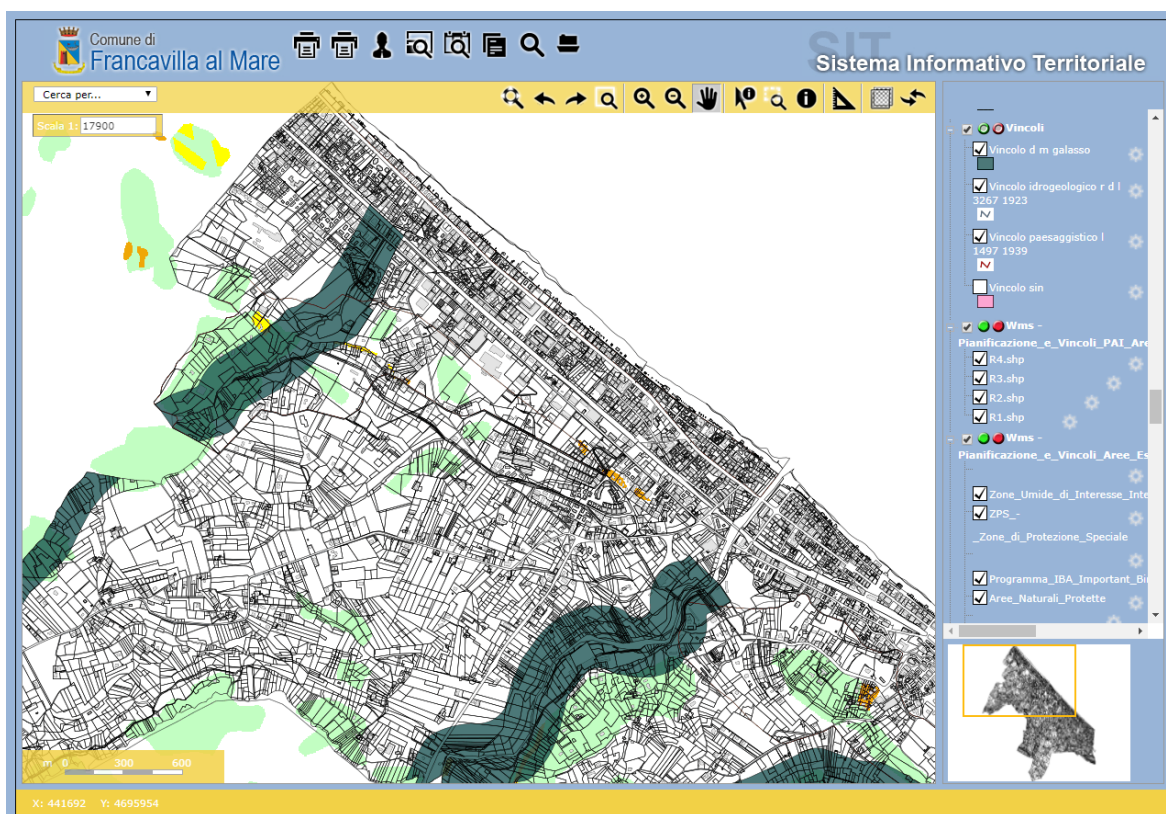 Comune di
Francavilla al Mare
SIT
Sistema Informativo Territoriale
Cerca per...
Scala 1: 17900
Vincoli
Vincolo d m galasso
Vincolo idrogeologico r d l
3267 1923
Vincolo paesaggistico l
1497 1939
Vincolo sin
Wms -
Pianificazione_e_Vincoli_PAI_Are
R4.shp
R3.shp
R2.shp
R1.shp
Wms -
Pianificazione_e_Vincoli_Aree_Es
Zone_Umide_di_Interesse_Inte
ZPS_-
_Zone_di_Protezione_Speciale
Programma_IBA_Important_Bi
Aree_Naturali_Protette
m 0 300 600
X: 441692 Y: 4695954